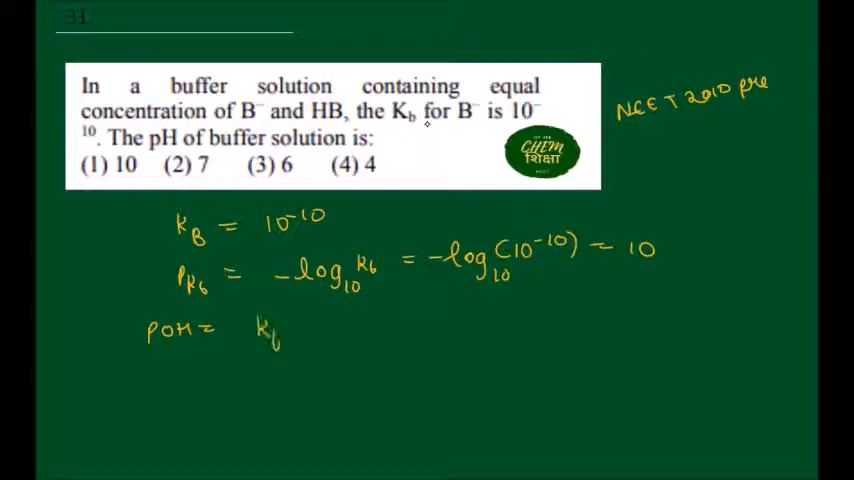 31
In a buffer solution containing equal
concentration of B⁻ and HB, the K_b for B⁻ is 10⁻
¹⁰. The pH of buffer solution is:
(1) 10 (2) 7 (3) 6 (4) 4
CHEM
शिक्षा
NEET 2010 pre
K_B = 10⁻¹⁰
P_Kb = -log₁₀ K_b = -log₁₀(10⁻¹⁰) = 10
POH = K_b